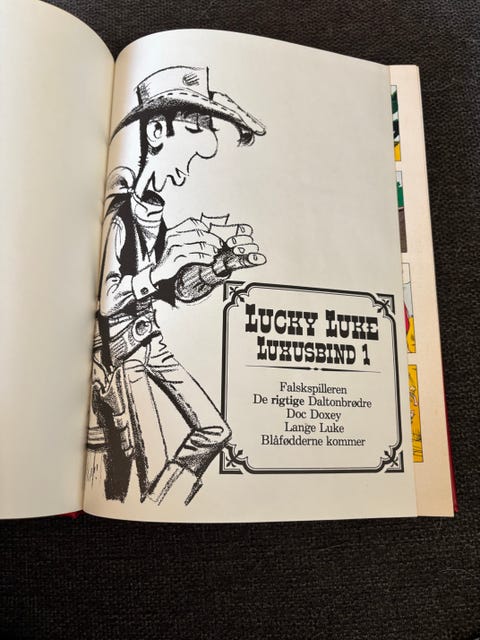 LUCKY LUKE
LUXUSBIND 1
Falskspilleren
De rigtige Daltonbrødre
Doc Doxey
Lange Luke
Blåfødderne kommer